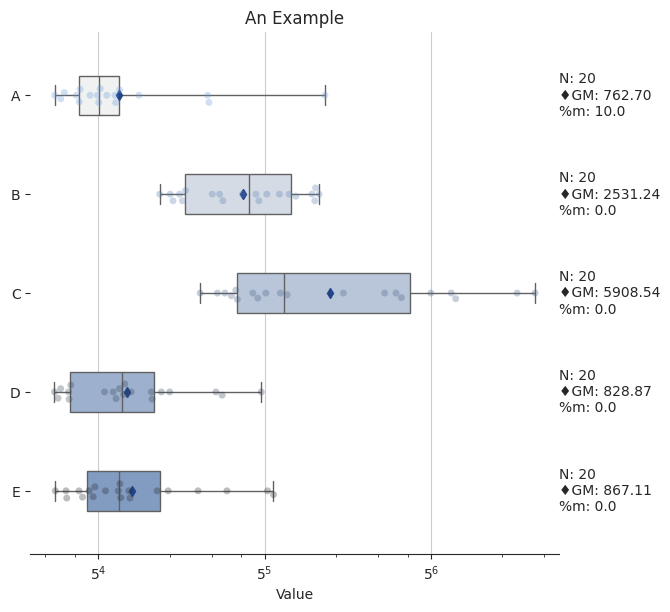 An Example
A
N: 20
♦GM: 762.70
%m: 10.0
B
N: 20
♦GM: 2531.24
%m: 0.0
C
N: 20
♦GM: 5908.54
%m: 0.0
D
N: 20
♦GM: 828.87
%m: 0.0
E
N: 20
♦GM: 867.11
%m: 0.0
5⁴ 5⁵ 5⁶
Value